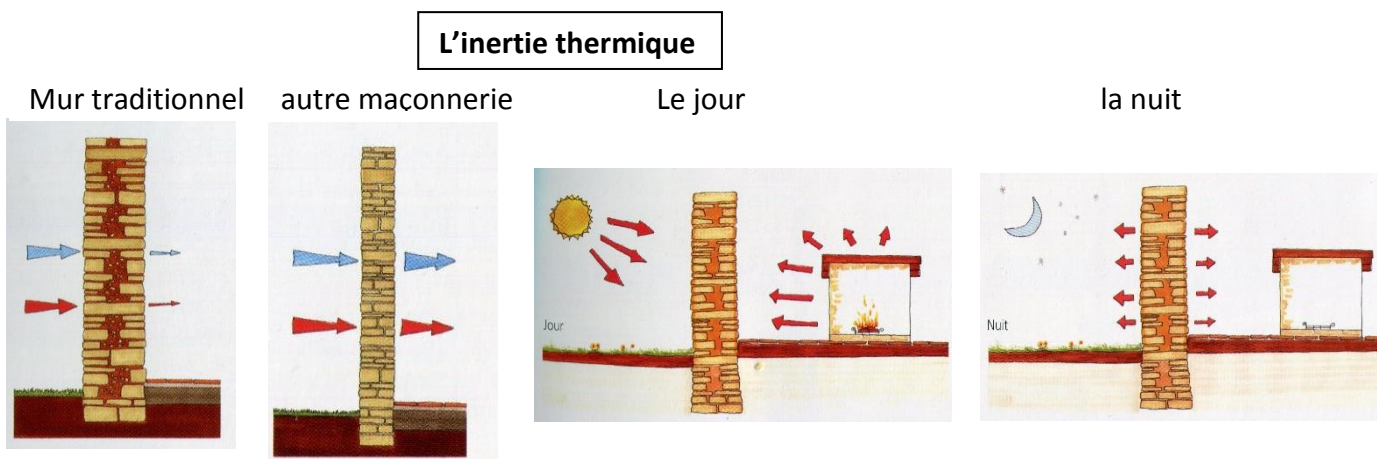 L’inertie thermique
Mur traditionnel autre maçonnerie Le jour la nuit
Jour
Nuit